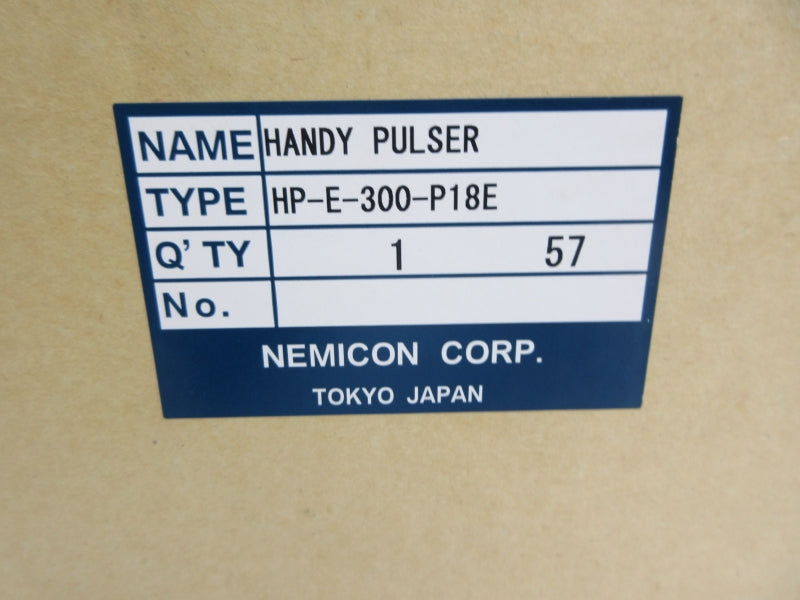 NAME HANDY PULSER
TYPE HP-E-300-P18E
Q'TY 1 57
No.
NEMICON CORP.
TOKYO JAPAN